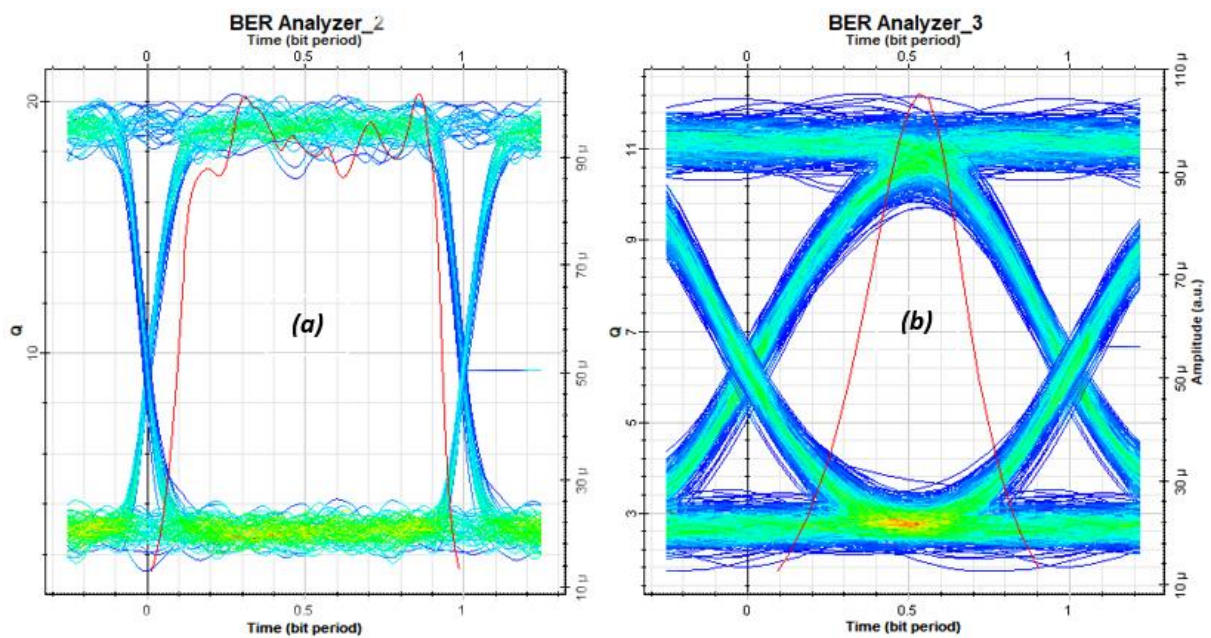 BER Analyzer_2
Time (bit period)
0 0.5 1
Q
20
10
90 µ
70 µ
50 µ
30 µ
10 µ
(a)
0 0.5 1
Time (bit period)
BER Analyzer_3
Time (bit period)
0 0.5 1
Q
11
9
7
5
3
110 µ
90 µ
70 µ
50 µ
30 µ
10 µ
Amplitude (a.u.)
(b)
0 0.5 1
Time (bit period)